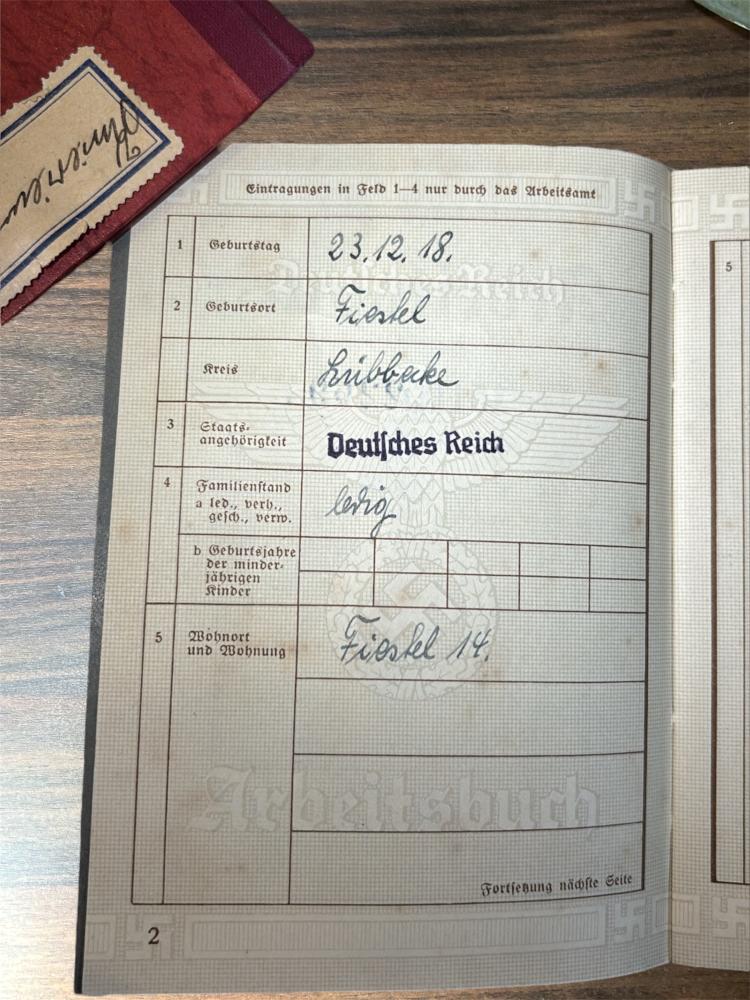 Eintragungen in Feld 1—4 nur durch das Arbeitsamt
1 Geburtstag 23.12.18.
Deutsches Reich
2 Geburtsort Fiestel
Kreis Lübbecke
3 Staats-
angehörigkeit Deutsches Reich
4 Familienstand
a led., verh.,
gesch., verw. ledig
b Geburtsjahre
der minder-
jährigen
Kinder
5 Wohnort
und Wohnung Fiestel 14.
Arbeitsbuch
Fortsetzung nächste Seite
2
5